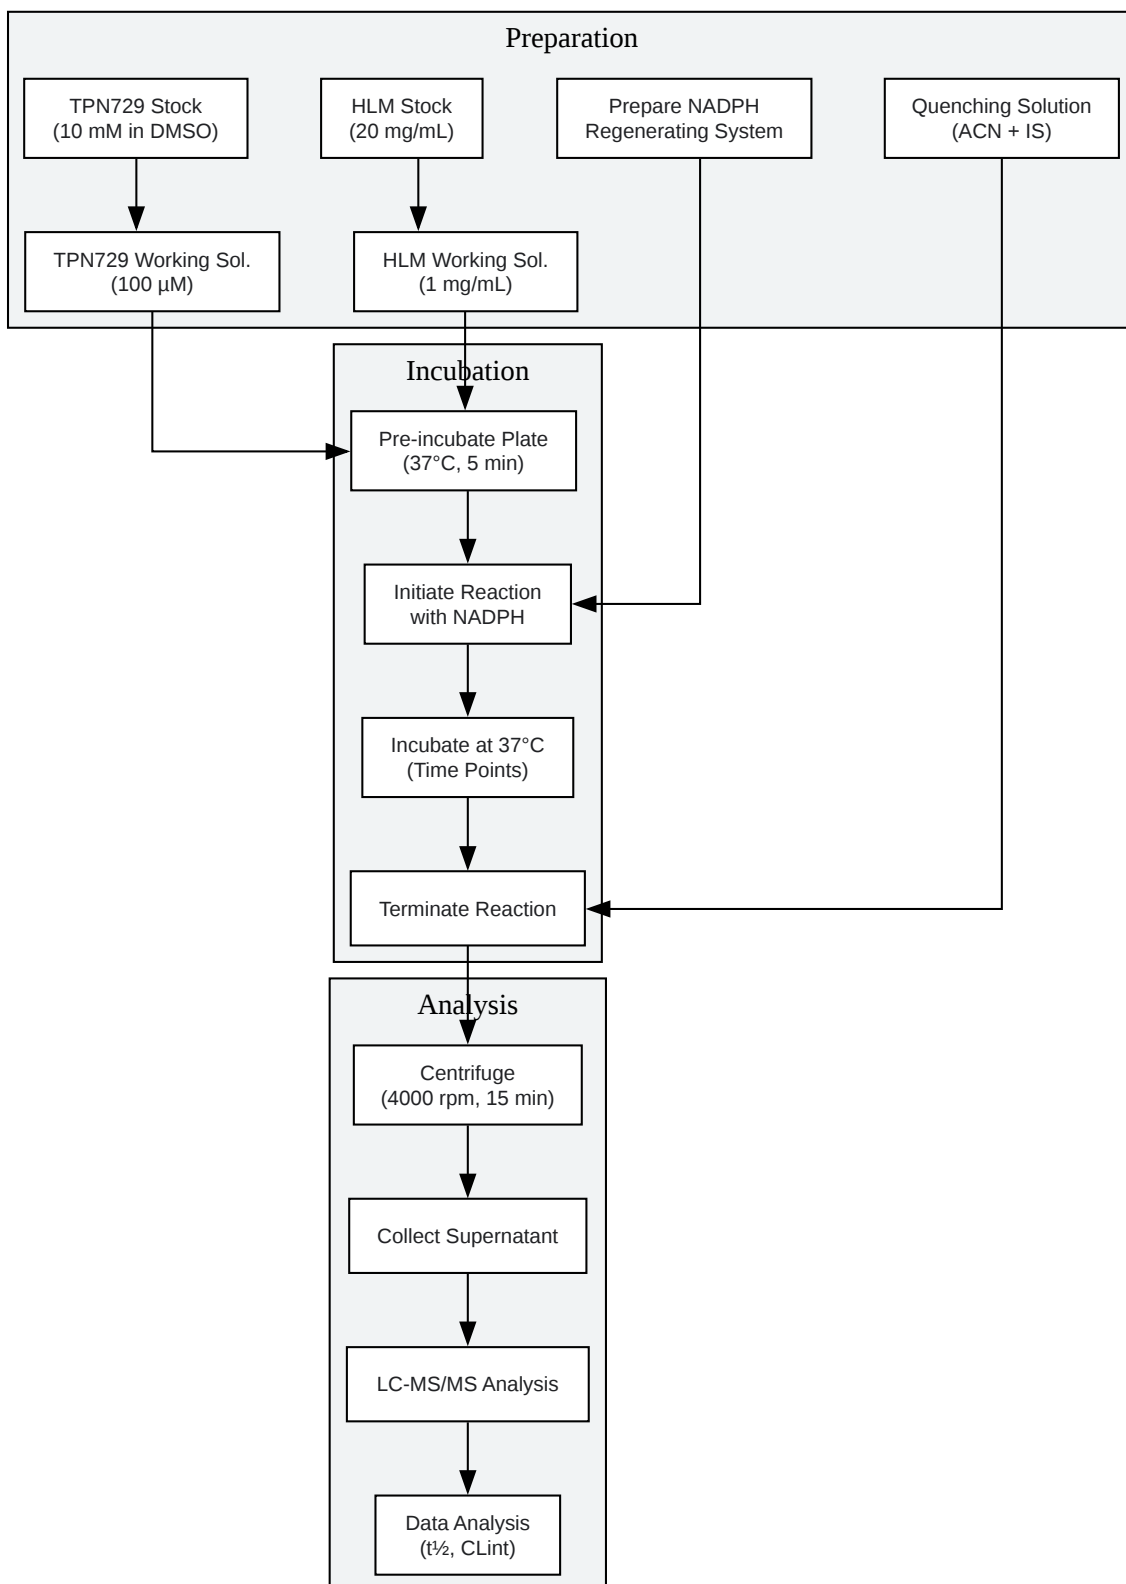 Preparation
TPN729 Stock
(10 mM in DMSO)
HLM Stock
(20 mg/mL)
Prepare NADPH
Regenerating System
Quenching Solution
(ACN + IS)
TPN729 Working Sol.
(100 µM)
HLM Working Sol.
(1 mg/mL)
Incubation
Pre-incubate Plate
(37°C, 5 min)
Initiate Reaction
with NADPH
Incubate at 37°C
(Time Points)
Terminate Reaction
Analysis
Centrifuge
(4000 rpm, 15 min)
Collect Supernatant
LC-MS/MS Analysis
Data Analysis
(t½, CLint)